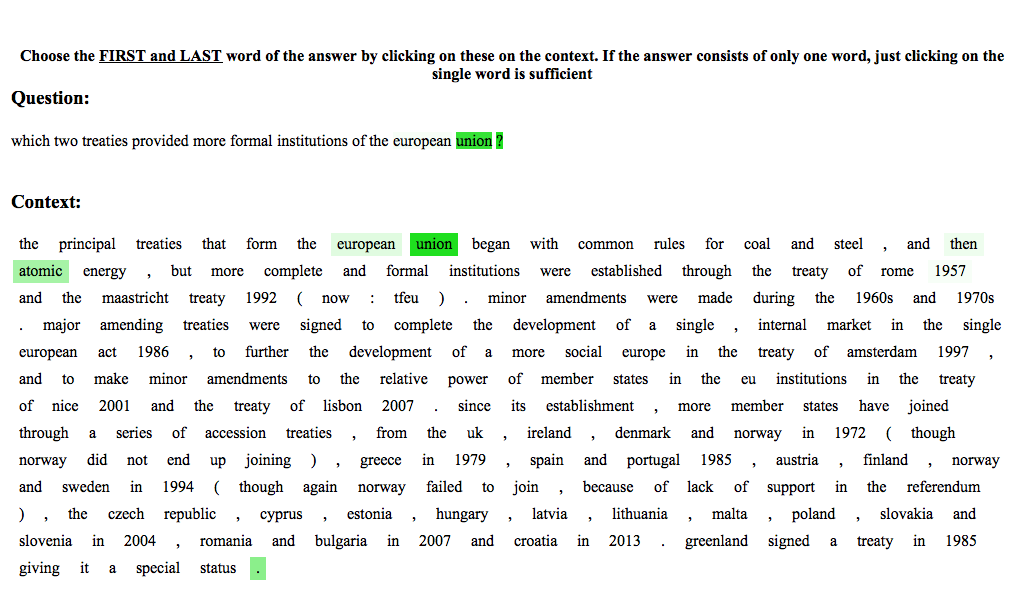 Choose the FIRST and LAST word of the answer by clicking on these on the context. If the answer consists of only one word, just clicking on the
single word is sufficient
Question:
which two treaties provided more formal institutions of the european union ?
Context:
the principal treaties that form the european union began with common rules for coal and steel , and then
atomic energy , but more complete and formal institutions were established through the treaty of rome 1957
and the maastricht treaty 1992 ( now : tfeu ) . minor amendments were made during the 1960s and 1970s
. major amending treaties were signed to complete the development of a single , internal market in the single
european act 1986 , to further the development of a more social europe in the treaty of amsterdam 1997 ,
and to make minor amendments to the relative power of member states in the eu institutions in the treaty
of nice 2001 and the treaty of lisbon 2007 . since its establishment , more member states have joined
through a series of accession treaties , from the uk , ireland , denmark and norway in 1972 ( though
norway did not end up joining ) , greece in 1979 , spain and portugal 1985 , austria , finland , norway
and sweden in 1994 ( though again norway failed to join , because of lack of support in the referendum
) , the czech republic , cyprus , estonia , hungary , latvia , lithuania , malta , poland , slovakia and
slovenia in 2004 , romania and bulgaria in 2007 and croatia in 2013 . greenland signed a treaty in 1985
giving it a special status .